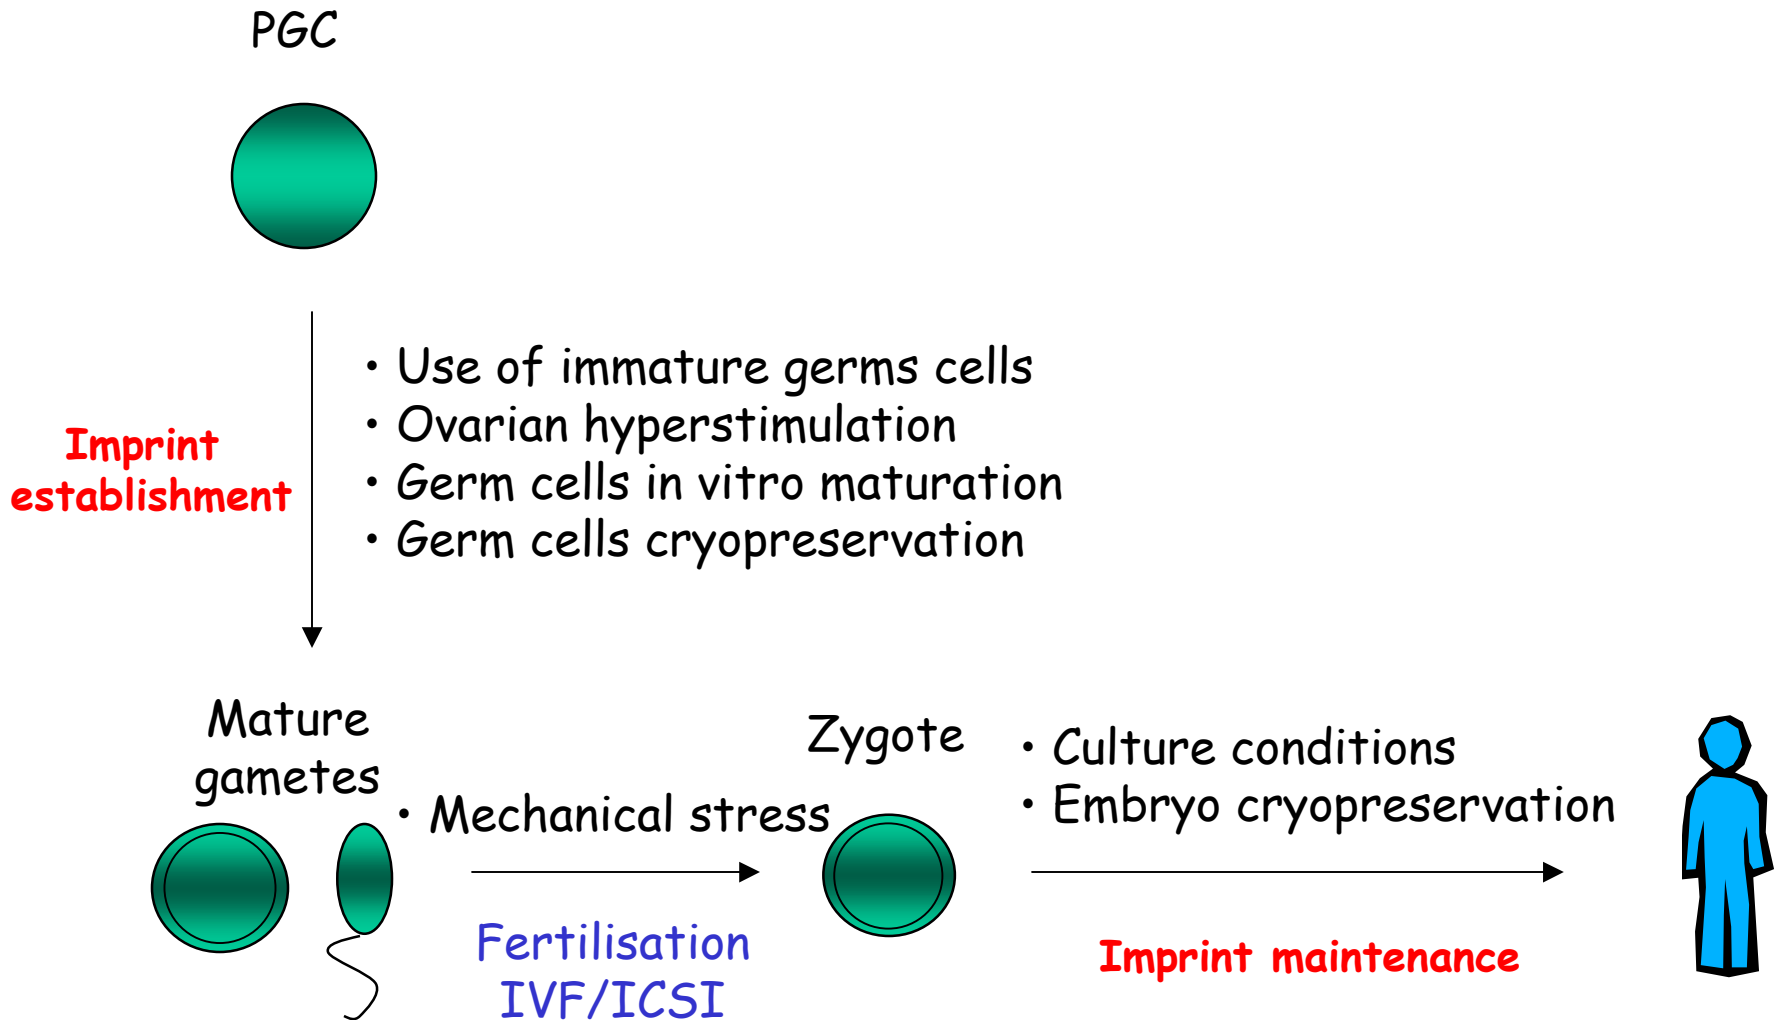 PGC
• Use of immature germs cells
• Ovarian hyperstimulation
• Germ cells in vitro maturation
• Germ cells cryopreservation
Imprint
establishment
Mature
gametes
• Mechanical stress
Fertilisation
IVF/ICSI
Zygote
• Culture conditions
• Embryo cryopreservation
Imprint maintenance